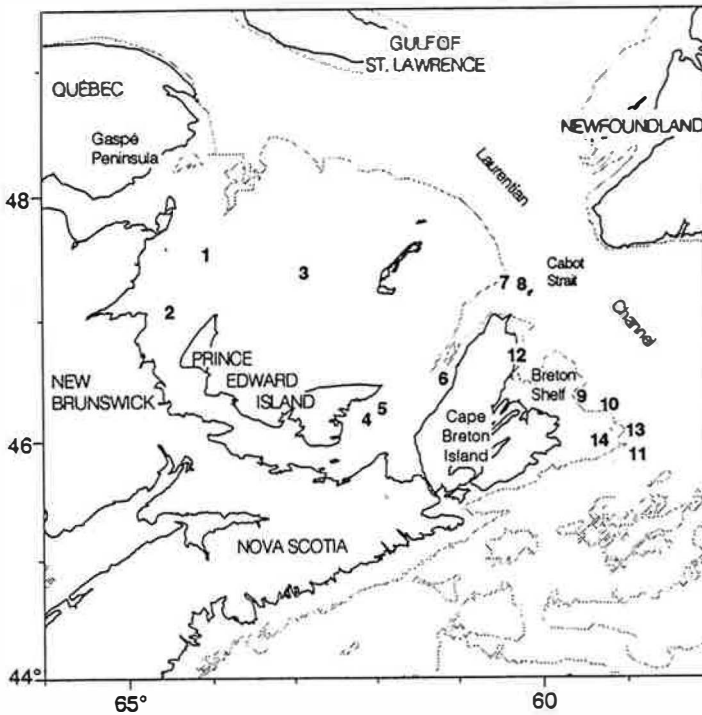 GULF OF
ST. LAWRENCE
QUÉBEC
NEWFOUNDLAND
Gaspé
Peninsula
Laurentian
48
1
3
7 8
Cabot
Strait
2
Channel
PRINCE
12
NEW
BRUNSWICK
EDWARD
ISLAND
6
Breton
Shelf
9
10
4 5
Cape
Breton
Island
13
14
11
46
NOVA SCOTIA
44°
65°
60